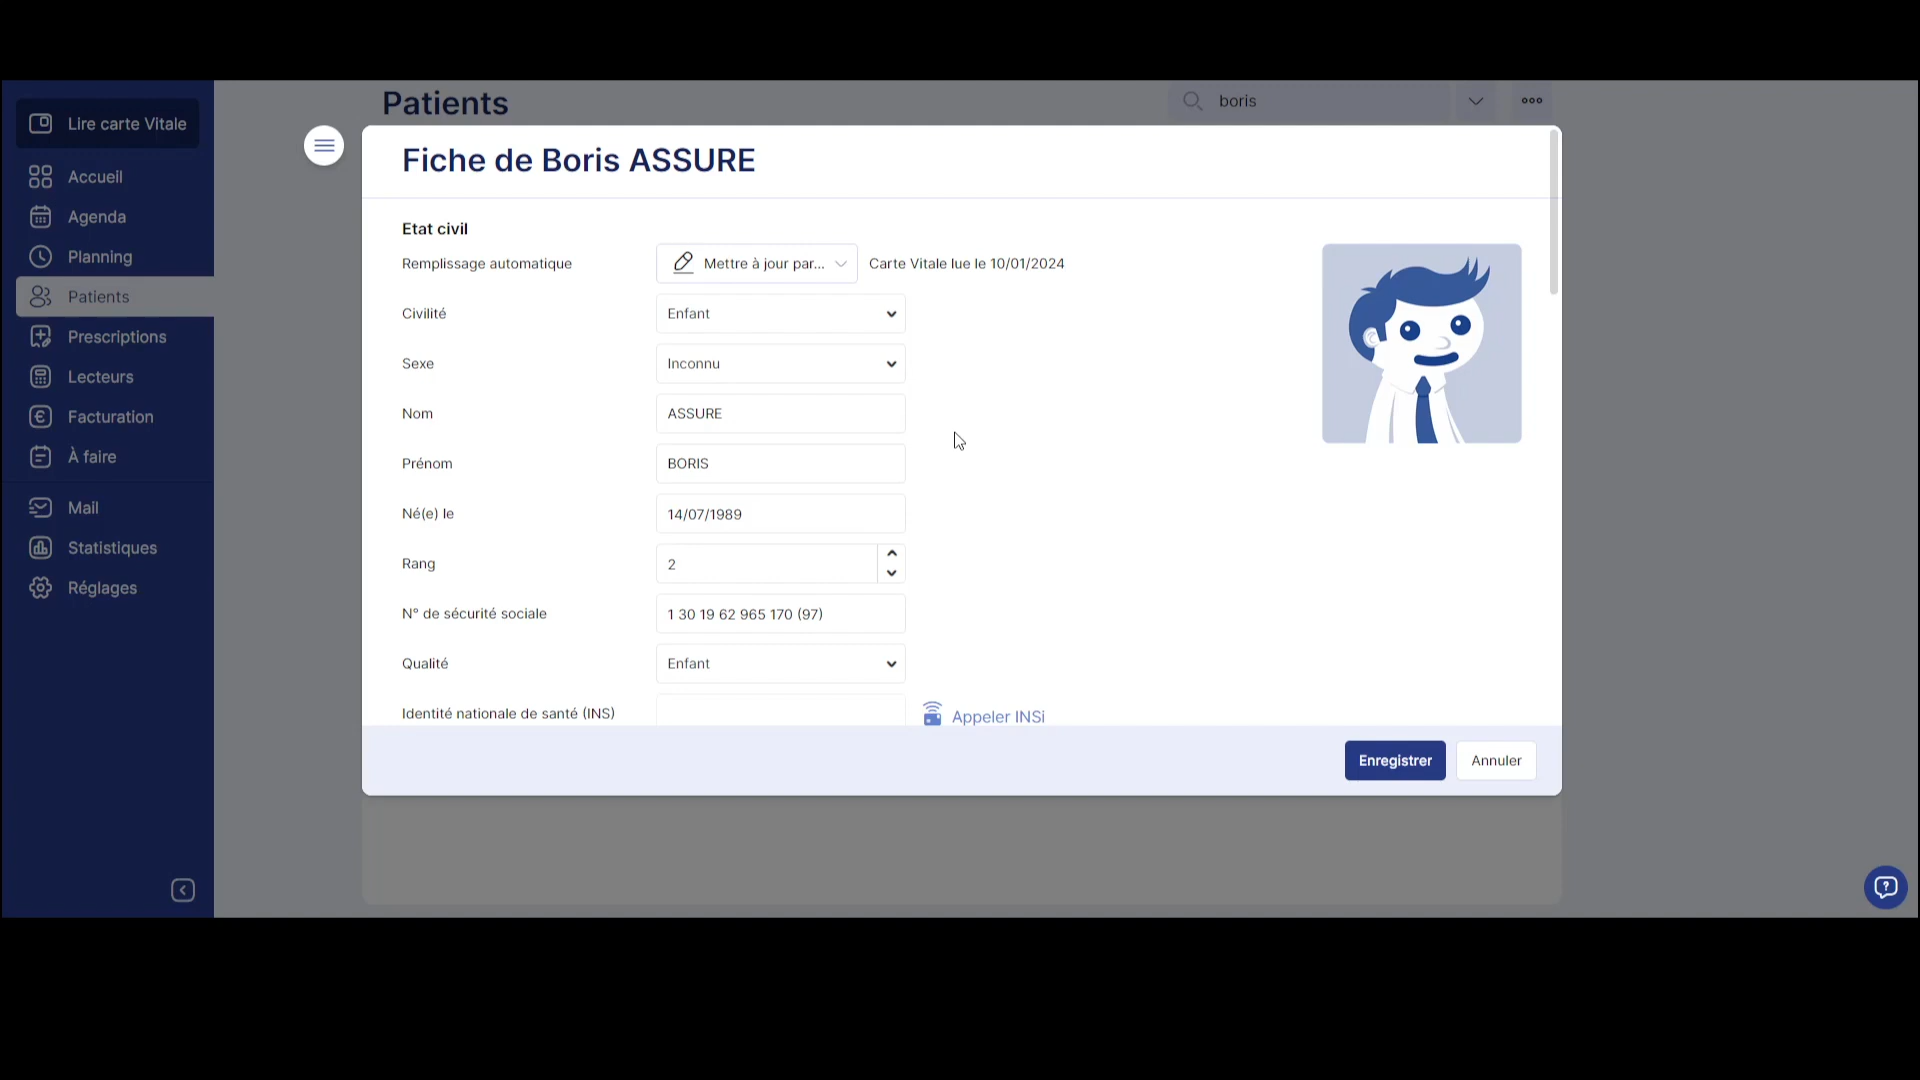 Patients
boris
Lire carte Vitale
Accueil
Agenda
Planning
Patients
Prescriptions
Lecteurs
Facturation
À faire
Mail
Statistiques
Réglages
Fiche de Boris ASSURE
Etat civil
Remplissage automatique Mettre à jour par... Carte Vitale lue le 10/01/2024
Civilité Enfant
Sexe Inconnu
Nom ASSURE
Prénom BORIS
Né(e) le 14/07/1989
Rang 2
N° de sécurité sociale 1 30 19 62 965 170 (97)
Qualité Enfant
Identité nationale de santé (INS) Appeler INSi
Enregistrer Annuler